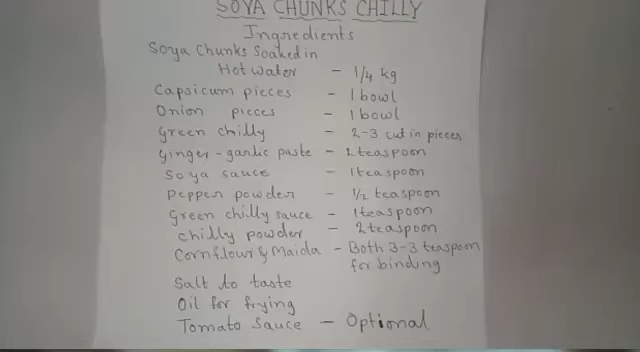 SOYA CHUNKS CHILLY
Ingredients
Soya Chunks Soaked in
Hot water - 1/4 kg
Capsicum pieces - 1 bowl
Onion pieces - 1 bowl
Green chilly - 2-3 cut in pieces
Ginger-garlic paste - 2 teaspoon
Soya sauce - 1 teaspoon
Pepper powder - 1/2 teaspoon
Green chilly sauce - 1 teaspoon
chilly powder - 2 teaspoon
Cornflour & Maida - Both 3-3 teaspoon
for binding
Salt to taste
Oil for frying
Tomato Sauce - Optional